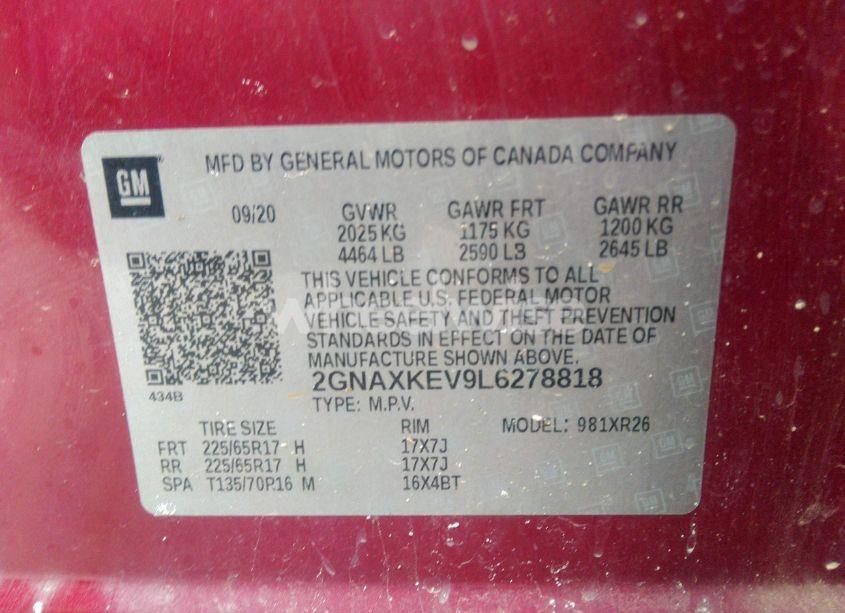 GM
MFD BY GENERAL MOTORS OF CANADA COMPANY
09/20 GVWR GAWR FRT GAWR RR
2025 KG 1175 KG 1200 KG
4464 LB 2590 LB 2645 LB
THIS VEHICLE CONFORMS TO ALL
APPLICABLE U.S. FEDERAL MOTOR
VEHICLE SAFETY AND THEFT PREVENTION
STANDARDS IN EFFECT ON THE DATE OF
MANUFACTURE SHOWN ABOVE.
434B 2GNAXKEV9L6278818
TYPE: M.P.V.
TIRE SIZE RIM MODEL: 981XR26
FRT 225/65R17 H 17X7J
RR 225/65R17 H 17X7J
SPA T135/70R16 M 16X4BT